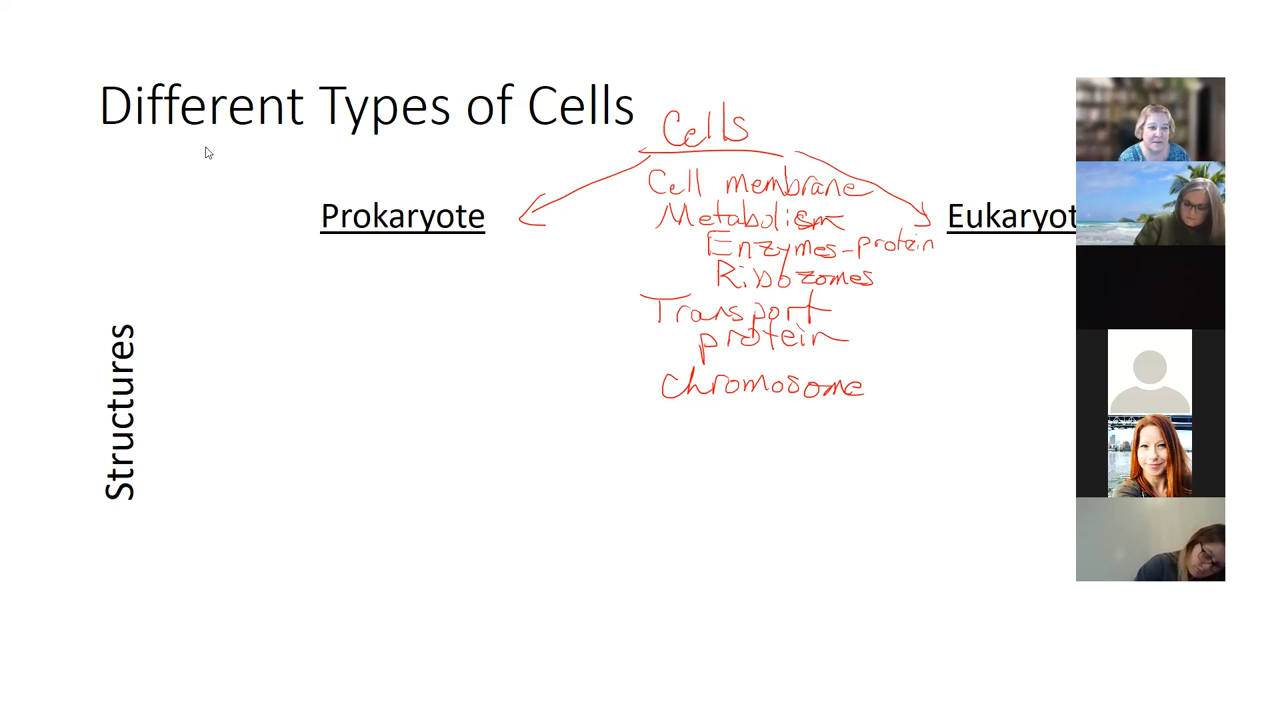 Different Types of Cells
Cells
Cell membrane
Prokaryote
Metabolism
Eukaryot
Enzymes-protein
Ribozomes
Transport
protein
Chromosome
Structures